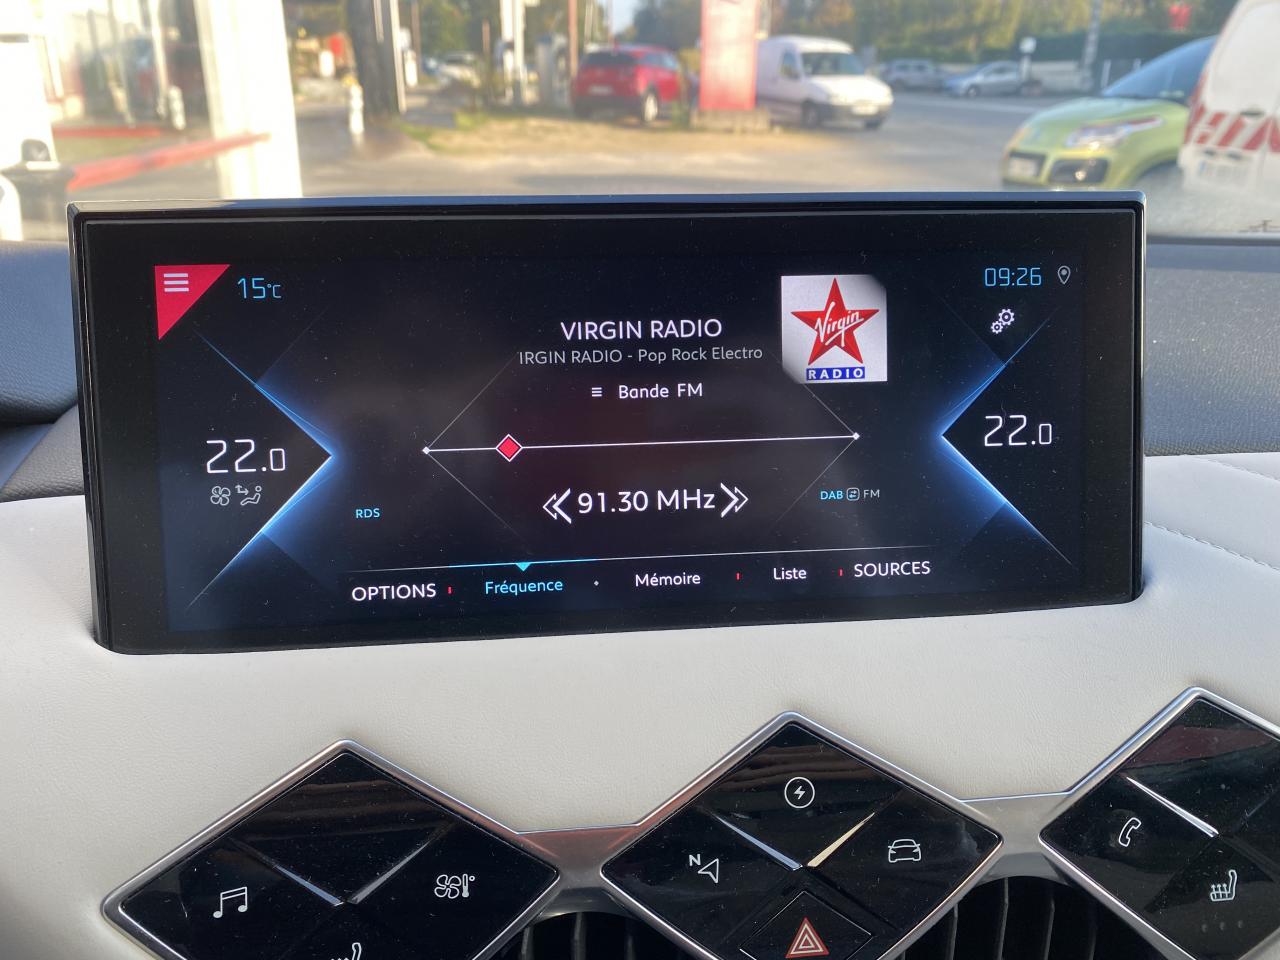 15°C
09:26
VIRGIN RADIO
IRGIN RADIO - Pop Rock Electro
Virgin
RADIO
Bande FM
22.0
22.0
91.30 MHz
DAB FM
RDS
OPTIONS Fréquence Mémoire Liste SOURCES
N